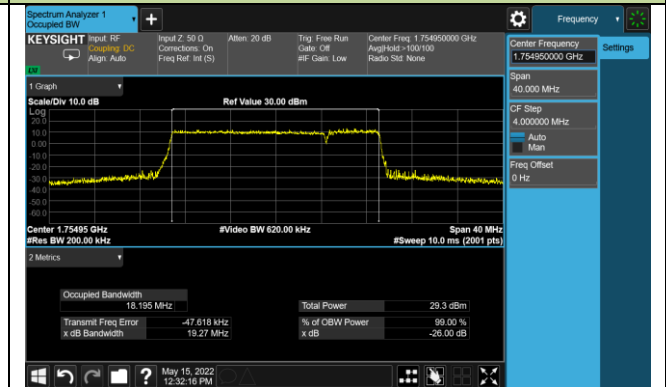 Spectrum Analyzer 1
Occupied BW
Frequency
KEYSIGHT
Input: RF
Coupling: DC
Align: Auto
Input Z: 50 Ω
Corrections: On
Freq Ref: Int (S)
Atten: 20 dB
Trig: Free Run
Gate: Off
#IF Gain: Low
Center Freq: 1.754950000 GHz
Avg|Hold:>100/100
Radio Std: None
LW
Center Frequency
1.754950000 GHz
Settings
Span
40.000 MHz
CF Step
4.000000 MHz
Auto
Man
Freq Offset
0 Hz
1 Graph
Scale/Div 10.0 dB
Ref Value 30.00 dBm
Log
20.0
10.0
0.00
-10.0
-20.0
-30.0
-40.0
-50.0
-60.0
Center 1.75495 GHz
#Video BW 620.00 kHz
Span 40 MHz
#Res BW 200.00 kHz
#Sweep 10.0 ms (2001 pts)
2 Metrics
Occupied Bandwidth
18.195 MHz
Total Power
29.3 dBm
Transmit Freq Error
-47.618 kHz
% of OBW Power
99.00 %
x dB Bandwidth
19.27 MHz
x dB
-26.00 dB
May 15, 2022
12:32:16 PM